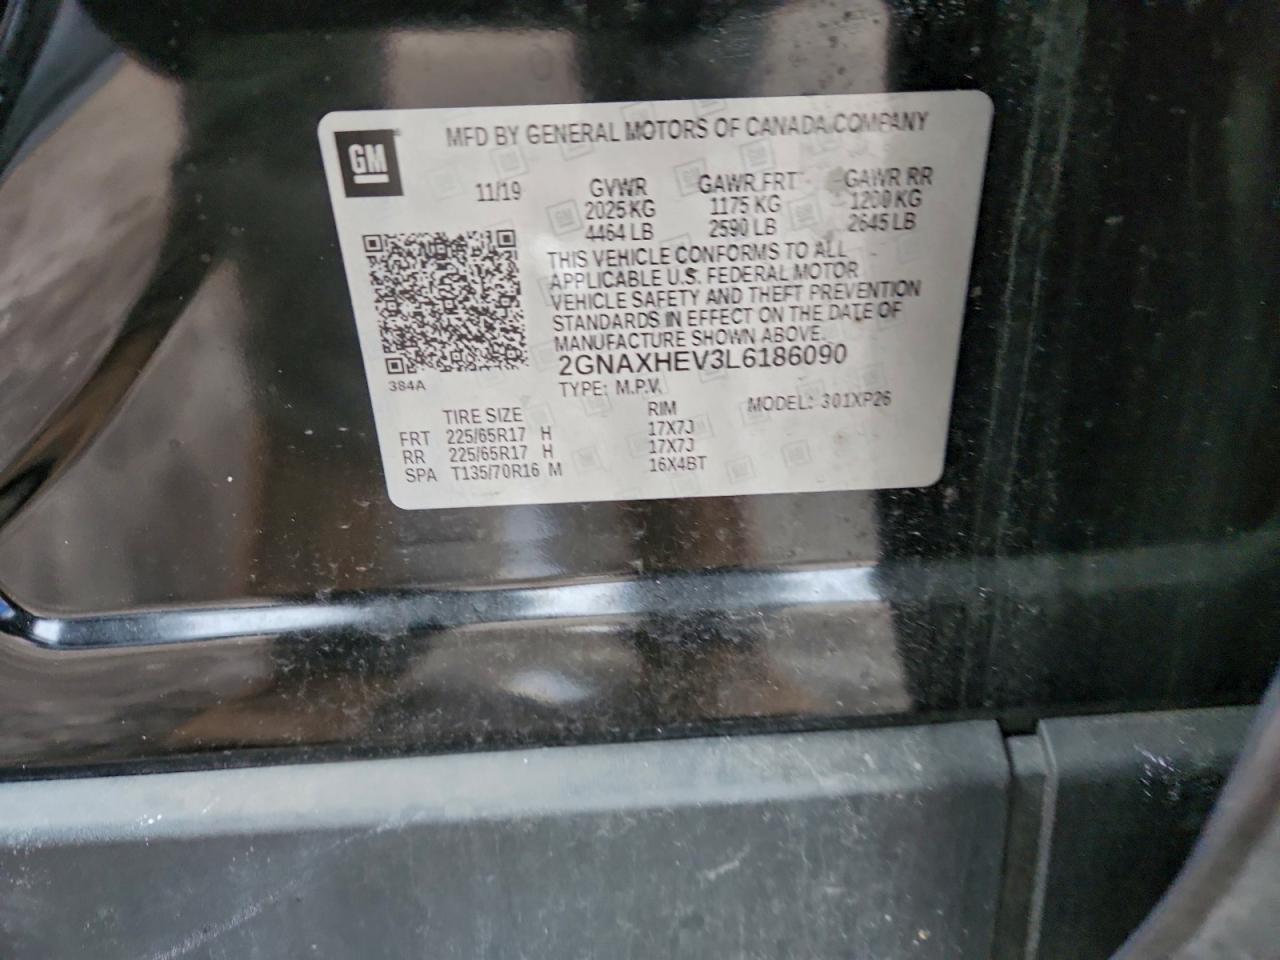 GM
MFD BY GENERAL MOTORS OF CANADA COMPANY
11/19 GVWR GAWR FRT GAWR RR
2025 KG 1175 KG 1200 KG
4464 LB 2590 LB 2645 LB
THIS VEHICLE CONFORMS TO ALL
APPLICABLE U.S. FEDERAL MOTOR
VEHICLE SAFETY AND THEFT PREVENTION
STANDARDS IN EFFECT ON THE DATE OF
MANUFACTURE SHOWN ABOVE.
2GNAXHEV3L6186090
384A
TYPE: M.P.V. MODEL: 301XP26
TIRE SIZE RIM
FRT 225/65R17 H 17X7J
RR 225/65R17 H 17X7J
SPA T135/70R16 M 16X4BT